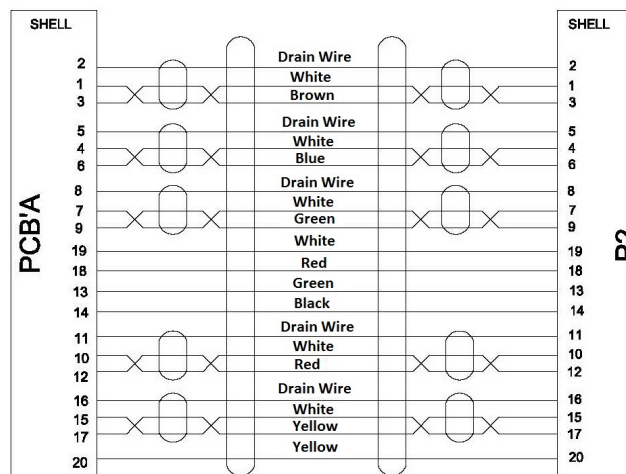 SHELL SHELL
2 Drain Wire 2
1 White 1
3 Brown 3
5 Drain Wire 5
4 White 4
6 Blue 6
8 Drain Wire 8
7 White 7
9 Green 9
19 White 19
18 Red 18
13 Green 13
14 Black 14
11 Drain Wire 11
10 White 10
12 Red 12
16 Drain Wire 16
15 White 15
17 Yellow 17
20 Yellow 20
PCB'A